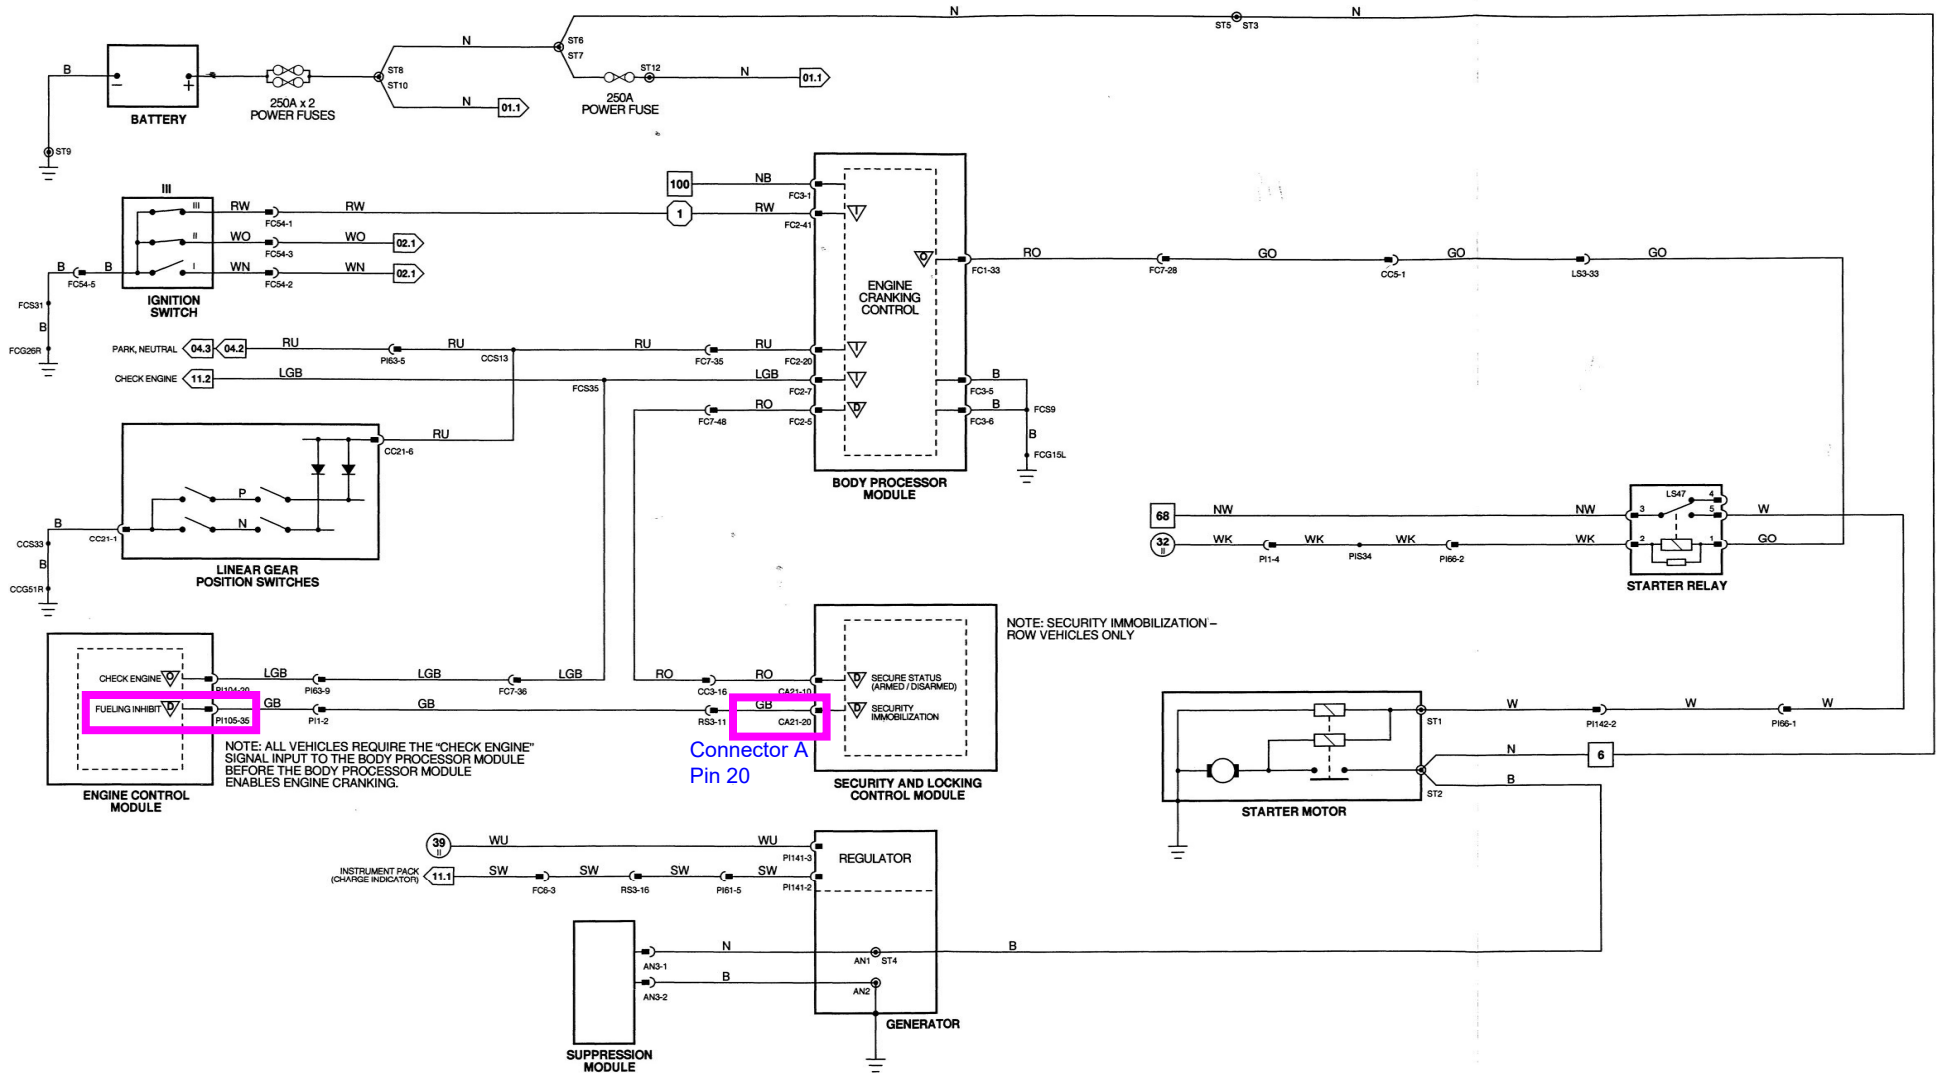 N
ST5
ST3
N
ST6
ST7
B
N
ST8
ST10
ST12
N
01.1
N
01.1
250A x 2
POWER FUSES
250A
POWER FUSE
−
+
BATTERY
ST9
III
100
NB
FC3-1
III
RW
FC54-1
RW
1
RW
FC2-41
I
II
WO
FC54-3
WO
02.1
I
WN
FC54-2
WN
02.1
B
FC54-5
B
IGNITION
SWITCH
FCS31
B
FCG26R
O
FC1-33
RO
FC7-28
GO
CC5-1
GO
LS3-33
GO
ENGINE
CRANKING
CONTROL
PARK, NEUTRAL
04.3
04.2
RU
PI63-5
RU
CCS13
RU
FC7-35
RU
FC2-20
I
CHECK ENGINE
11.2
LGB
FCS35
LGB
FC2-7
I
FC3-5
B
FC7-48
RO
FC2-5
D
FC3-6
B
FCS9
B
FCG15L
BODY PROCESSOR
MODULE
CC21-6
RU
P
N
B
CC21-1
CCS33
B
CCG51R
LINEAR GEAR
POSITION SWITCHES
68
NW
NW
3
LS47
4
5
W
32
II
WK
PI1-4
WK
PIS34
WK
PI66-2
WK
2
1
GO
STARTER RELAY
NOTE: SECURITY IMMOBILIZATION –
ROW VEHICLES ONLY
CHECK ENGINE
O
PI104-20
LGB
PI63-9
LGB
FC7-36
LGB
RO
CC3-16
RO
CA21-10
D
SECURE STATUS
(ARMED / DISARMED)
FUELING INHIBIT
D
PI105-35
GB
PI1-2
GB
RS3-11
GB
CA21-20
D
SECURITY
IMMOBILIZATION
NOTE: ALL VEHICLES REQUIRE THE “CHECK ENGINE”
SIGNAL INPUT TO THE BODY PROCESSOR MODULE
BEFORE THE BODY PROCESSOR MODULE
ENABLES ENGINE CRANKING.
Connector A
Pin 20
ENGINE CONTROL
MODULE
SECURITY AND LOCKING
CONTROL MODULE
ST1
W
PI142-2
W
PI66-1
W
N
6
ST2
B
STARTER MOTOR
39
II
WU
WU
PI141-3
REGULATOR
INSTRUMENT PACK
(CHARGE INDICATOR)
11.1
SW
FC6-3
SW
RS3-16
SW
PI61-5
SW
PI141-2
AN3-1
N
AN1
ST4
B
AN3-2
B
AN2
GENERATOR
SUPPRESSION
MODULE